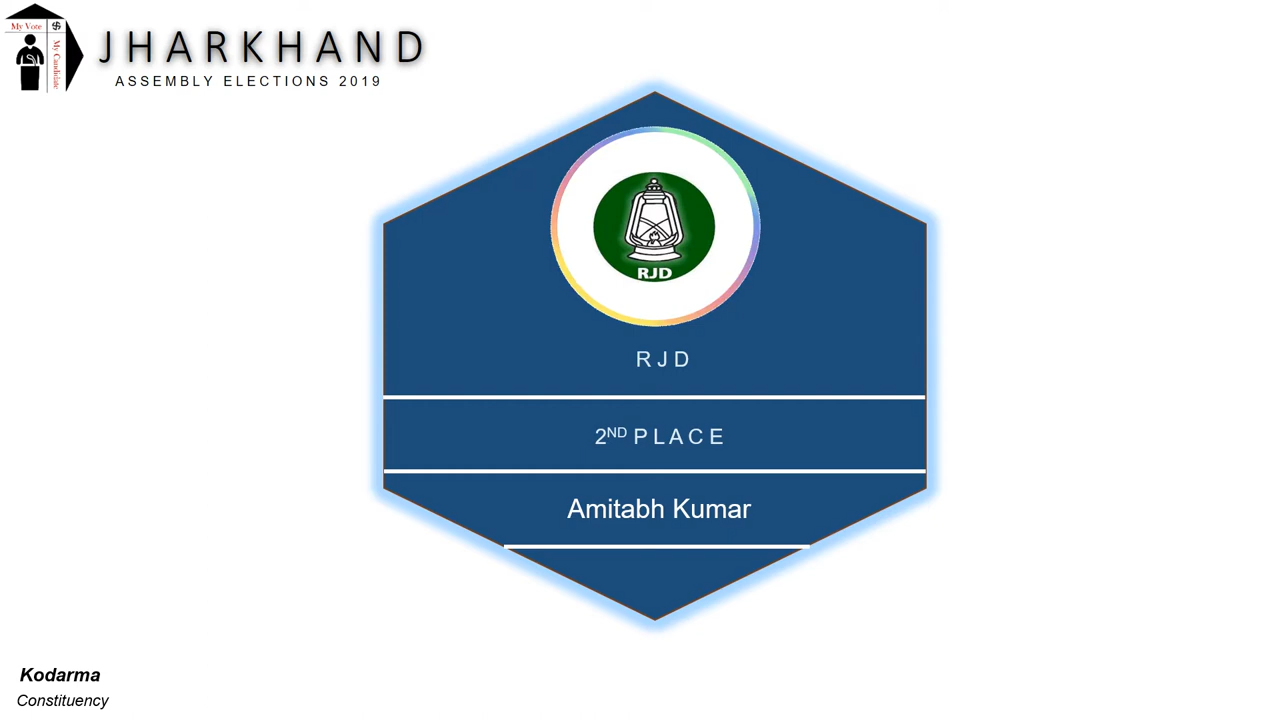 My Vote
My Candidate
JHARKHAND
ASSEMBLY ELECTIONS 2019
RJD
RJD
2ND PLACE
Amitabh Kumar
Kodarma
Constituency